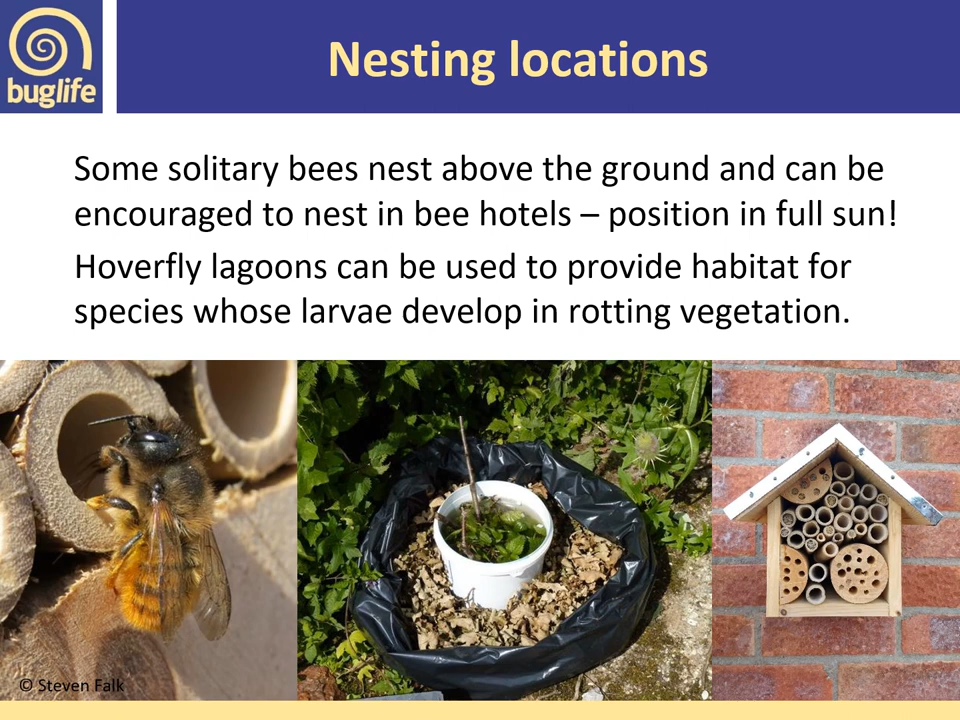 buglife
Nesting locations
Some solitary bees nest above the ground and can be
encouraged to nest in bee hotels – position in full sun!
Hoverfly lagoons can be used to provide habitat for
species whose larvae develop in rotting vegetation.
© Steven Falk